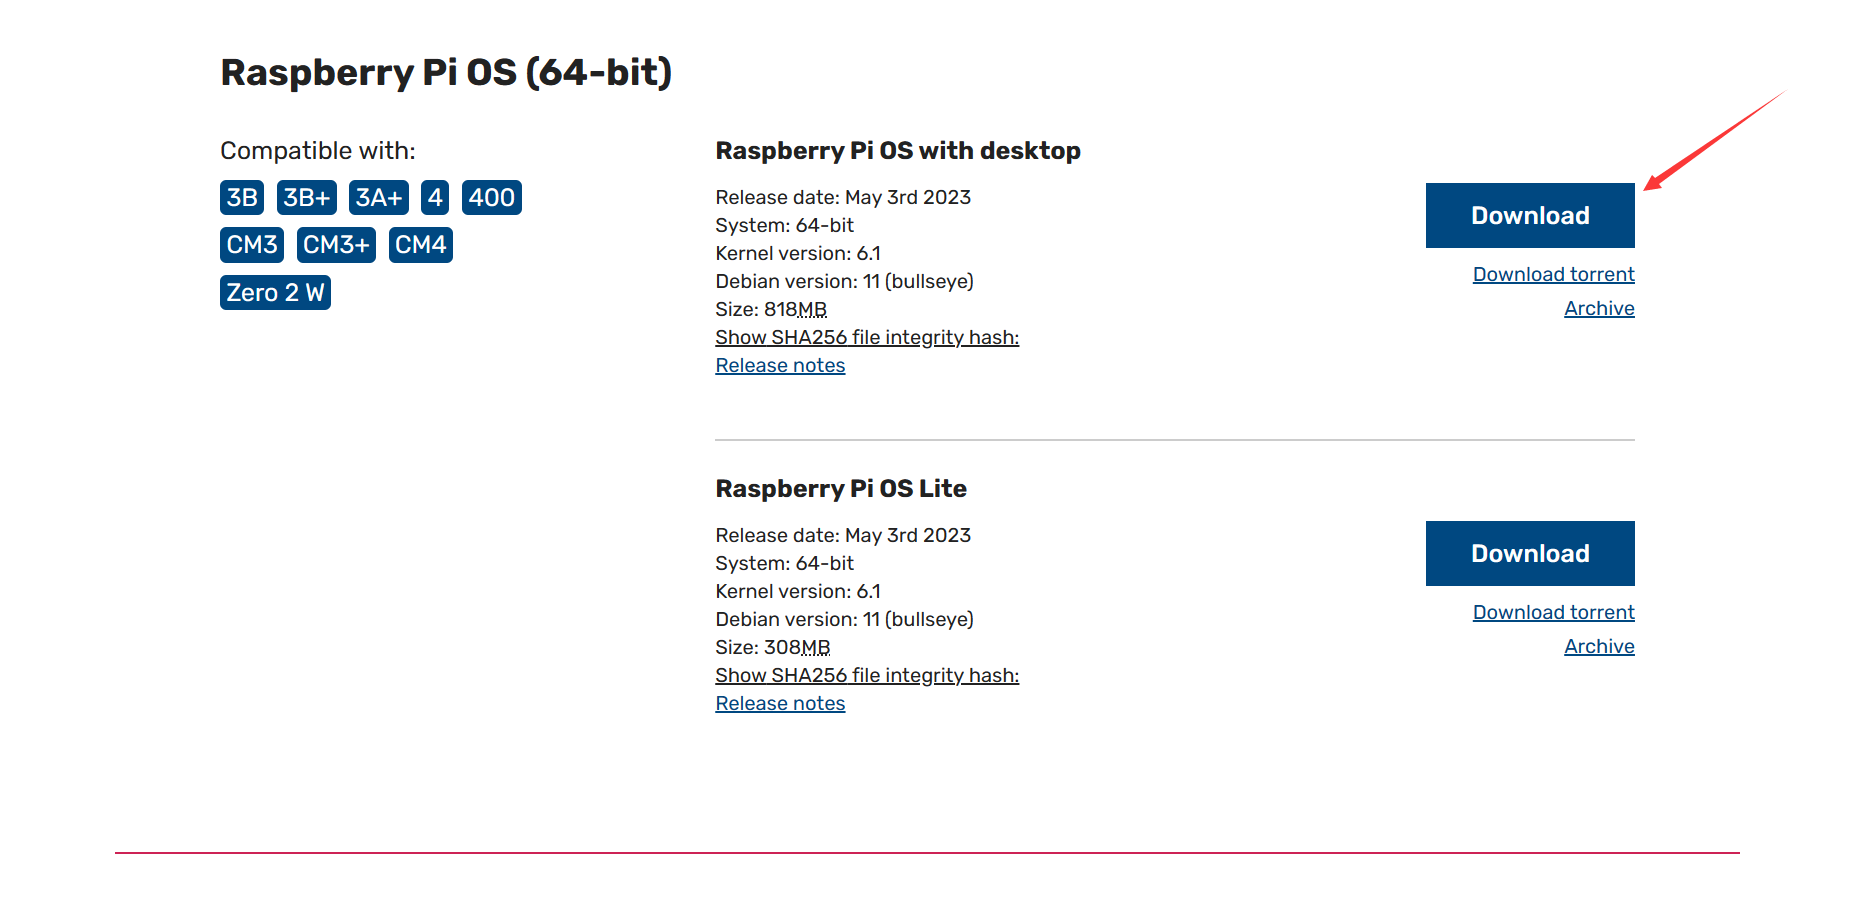 Raspberry Pi OS (64-bit)
Compatible with:
3B 3B+ 3A+ 4 400
CM3 CM3+ CM4
Zero 2 W
Raspberry Pi OS with desktop
Release date: May 3rd 2023
System: 64-bit
Kernel version: 6.1
Debian version: 11 (bullseye)
Size: 818MB
Show SHA256 file integrity hash:
Release notes
Download
Download torrent
Archive
Raspberry Pi OS Lite
Release date: May 3rd 2023
System: 64-bit
Kernel version: 6.1
Debian version: 11 (bullseye)
Size: 308MB
Show SHA256 file integrity hash:
Release notes
Download
Download torrent
Archive